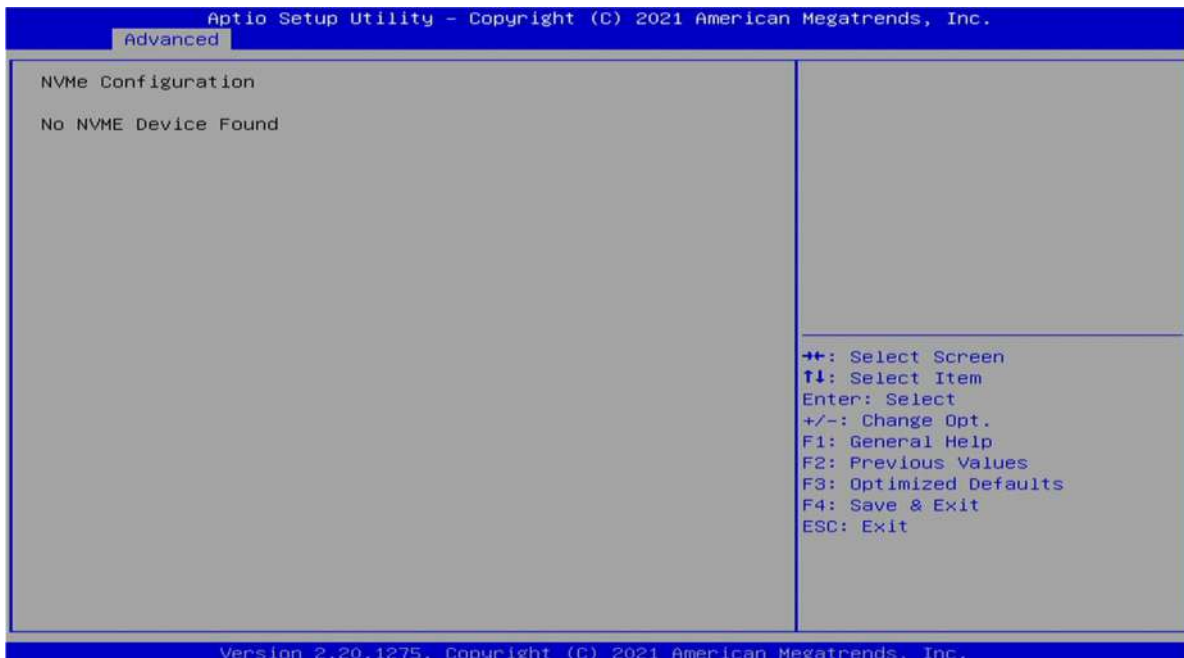 Aptio Setup Utility - Copyright (C) 2021 American Megatrends, Inc.
Advanced
NVMe Configuration
No NVME Device Found
→←: Select Screen
↑↓: Select Item
Enter: Select
+/-: Change Opt.
F1: General Help
F2: Previous Values
F3: Optimized Defaults
F4: Save & Exit
ESC: Exit
Version 2.20.1275. Copyright (C) 2021 American Megatrends, Inc.